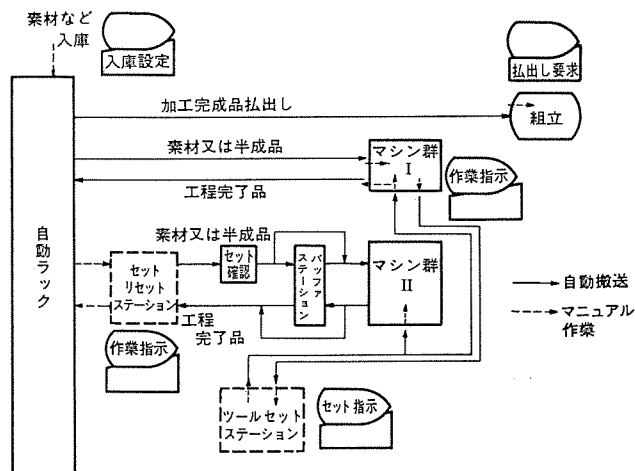 素材など
入庫
入庫設定
払出し要求
加工完成品払出し
組立
素材又は半成品
マシン群
I
作業指示
工程完了品
自動ラック
素材又は半成品
セット
確認
バッファ
ステーション
マシン群
II
セット
リセット
ステーション
工程
完了品
自動搬送
マニュアル
作業
作業指示
ツールセット
ステーション
セット指示